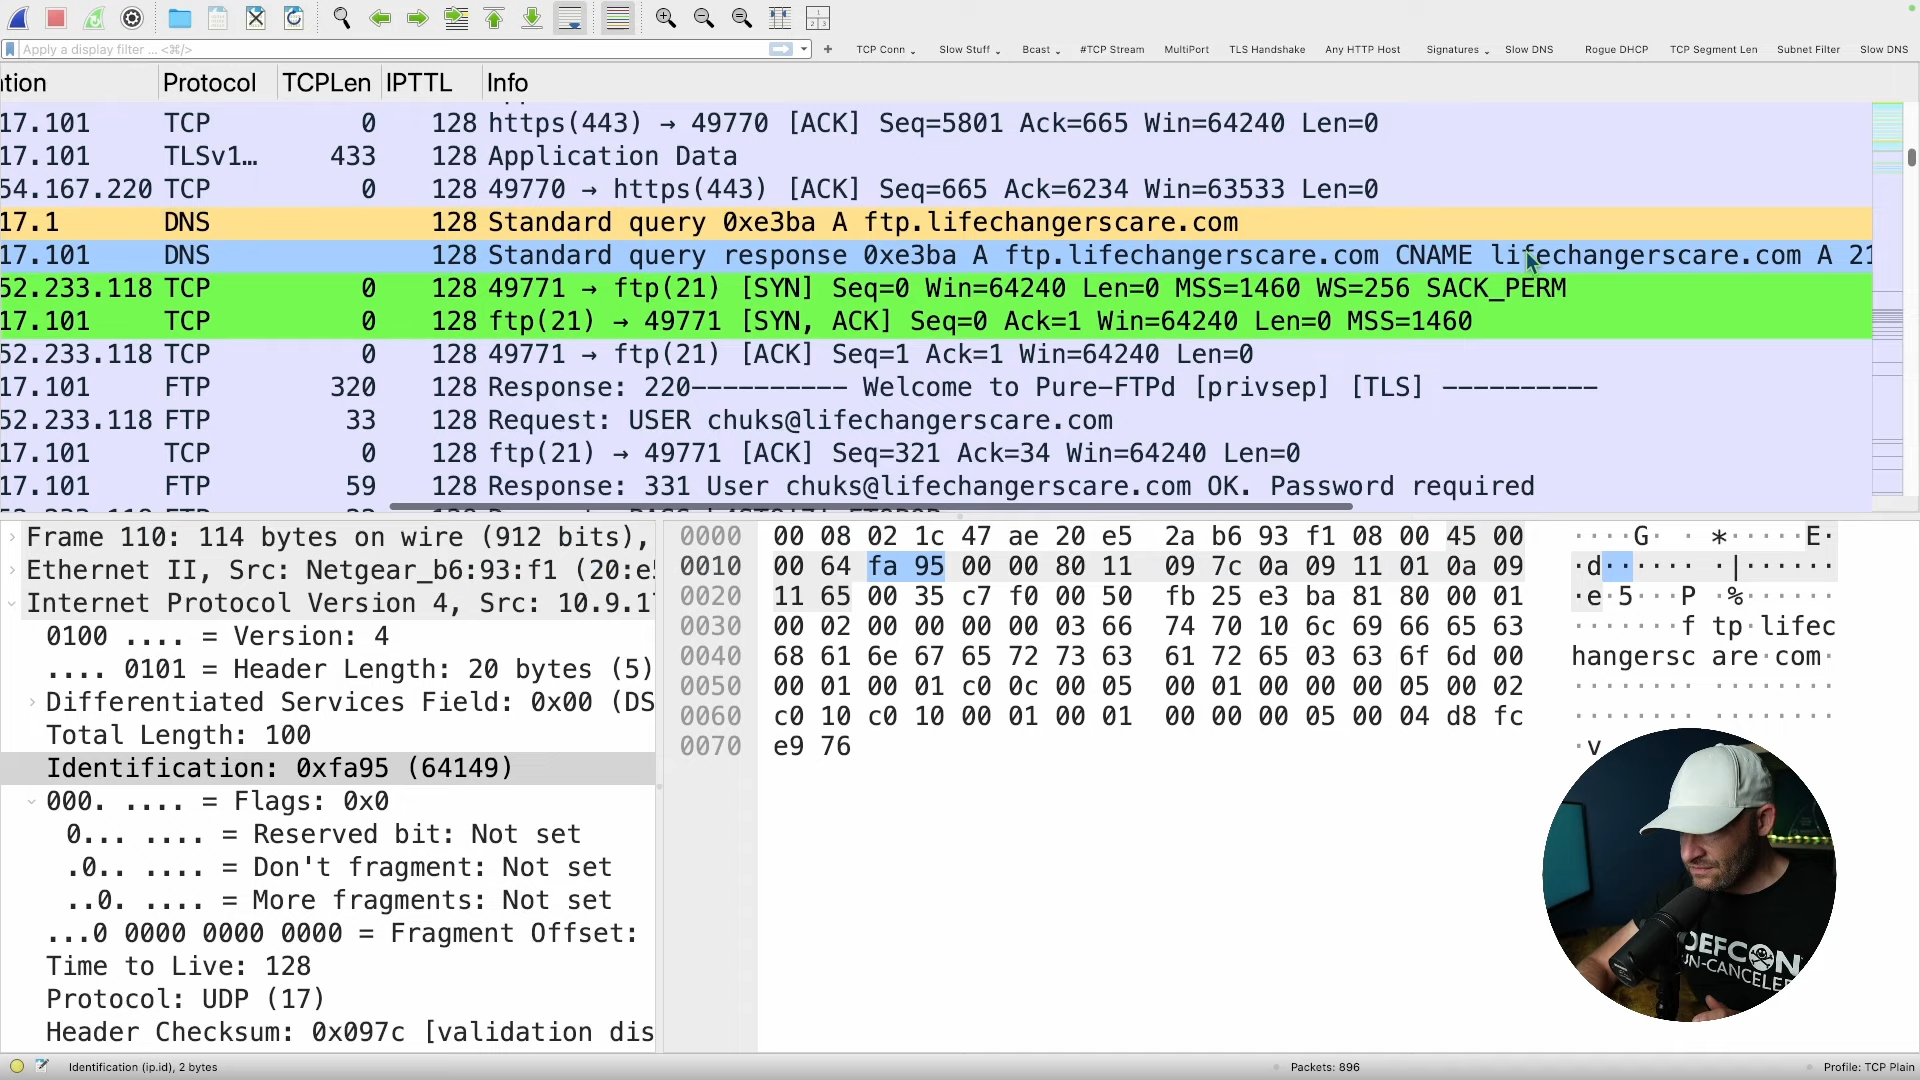 Apply a display filter ... <⌘/>
+ TCP Conn Slow Stuff Bcast #TCP Stream MultiPort TLS Handshake Any HTTP Host Signatures Slow DNS Rogue DHCP TCP Segment Len Subnet Filter Slow DNS
tion Protocol TCPLen IPTTL Info
17.101 TCP 0 128 https(443) → 49770 [ACK] Seq=5801 Ack=665 Win=64240 Len=0
17.101 TLSv1… 433 128 Application Data
54.167.220 TCP 0 128 49770 → https(443) [ACK] Seq=665 Ack=6234 Win=63533 Len=0
17.1 DNS 128 Standard query 0xe3ba A ftp.lifechangerscare.com
17.101 DNS 128 Standard query response 0xe3ba A ftp.lifechangerscare.com CNAME lifechangerscare.com A 21
52.233.118 TCP 0 128 49771 → ftp(21) [SYN] Seq=0 Win=64240 Len=0 MSS=1460 WS=256 SACK_PERM
17.101 TCP 0 128 ftp(21) → 49771 [SYN, ACK] Seq=0 Ack=1 Win=64240 Len=0 MSS=1460
52.233.118 TCP 0 128 49771 → ftp(21) [ACK] Seq=1 Ack=1 Win=64240 Len=0
17.101 FTP 320 128 Response: 220---------- Welcome to Pure-FTPd [privsep] [TLS] ----------
52.233.118 FTP 33 128 Request: USER chuks@lifechangerscare.com
17.101 TCP 0 128 ftp(21) → 49771 [ACK] Seq=321 Ack=34 Win=64240 Len=0
17.101 FTP 59 128 Response: 331 User chuks@lifechangerscare.com OK. Password required
Frame 110: 114 bytes on wire (912 bits),
Ethernet II, Src: Netgear_b6:93:f1 (20:e5
Internet Protocol Version 4, Src: 10.9.17
0100 .... = Version: 4
.... 0101 = Header Length: 20 bytes (5)
Differentiated Services Field: 0x00 (DS
Total Length: 100
Identification: 0xfa95 (64149)
000. .... = Flags: 0x0
0... .... = Reserved bit: Not set
.0.. .... = Don't fragment: Not set
..0. .... = More fragments: Not set
...0 0000 0000 0000 = Fragment Offset:
Time to Live: 128
Protocol: UDP (17)
Header Checksum: 0x097c [validation dis
0000 00 08 02 1c 47 ae 20 e5 2a b6 93 f1 08 00 45 00 ····G· ·*·····E·
0010 00 64 fa 95 00 00 80 11 09 7c 0a 09 11 01 0a 09 ·d······ ·|······
0020 11 65 00 35 c7 f0 00 50 fb 25 e3 ba 81 80 00 01 ·e·5···P ·%······
0030 00 02 00 00 00 00 03 66 74 70 10 6c 69 66 65 63 ·······f tp·lifec
0040 68 61 6e 67 65 72 73 63 61 72 65 03 63 6f 6d 00 hangersc are·com·
0050 00 01 00 01 c0 0c 00 05 00 01 00 00 00 05 00 02 ········ ········
0060 c0 10 c0 10 00 01 00 01 00 00 00 05 00 04 d8 fc ········ ········
0070 e9 76 ·v
DEFCON
UN-CANCELE
Identification (ip.id), 2 bytes Packets: 896 Profile: TCP Plain